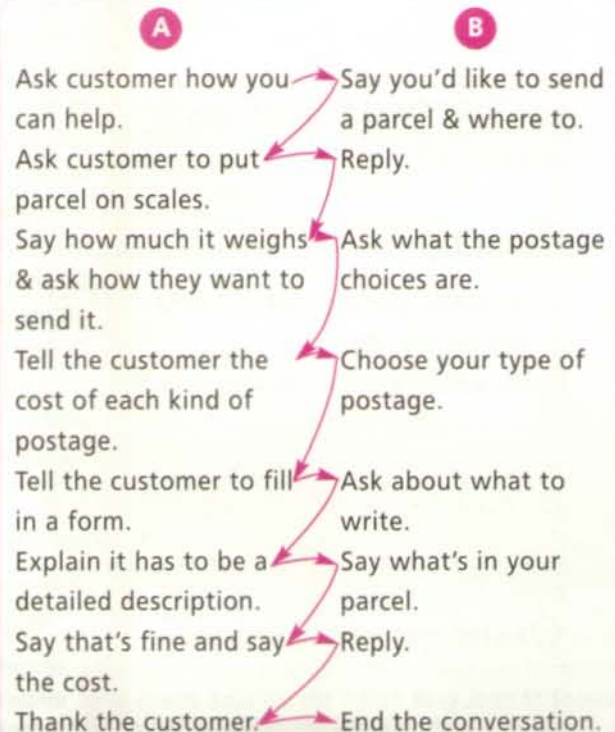 A
B
Ask customer how you
can help.
Say you'd like to send
a parcel & where to.
Ask customer to put
parcel on scales.
Reply.
Say how much it weighs
& ask how they want to
send it.
Ask what the postage
choices are.
Tell the customer the
cost of each kind of
postage.
Choose your type of
postage.
Tell the customer to fill
in a form.
Ask about what to
write.
Explain it has to be a
detailed description.
Say what's in your
parcel.
Say that's fine and say
the cost.
Reply.
Thank the customer.
End the conversation.